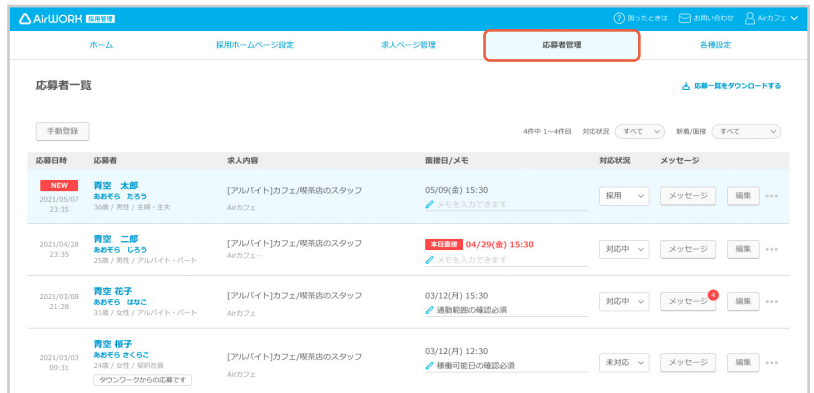 AirWORK 採用管理
困ったときは お問い合わせ Airカフェ
ホーム 採用ホームページ設定 求人ページ管理 応募者管理 各種設定
応募者一覧
応募一覧をダウンロードする
手動登録
4件中 1〜4件目 対応状況 すべて 新着/面接 すべて
応募日時 応募者 求人内容 面接日/メモ 対応状況 メッセージ
NEW
2021/05/07
23:35
青空 太郎
あおぞら たろう
36歳 / 男性 / 主婦・主夫
[アルバイト]カフェ/喫茶店のスタッフ
Airカフェ
05/09(金) 15:30
メモを入力できます
採用 メッセージ 編集
2021/04/28
23:35
青空 二郎
あおぞら じろう
25歳 / 男性 / アルバイト・パート
[アルバイト]カフェ/喫茶店のスタッフ
Airカフェ…
本日面接 04/29(金) 15:30
メモを入力できます
対応中 メッセージ 編集
2021/03/08
21:28
青空 花子
あおぞら はなこ
31歳 / 女性 / アルバイト・パート
[アルバイト]カフェ/喫茶店のスタッフ
Airカフェ
03/12(月) 15:30
通勤範囲の確認必須
対応中 メッセージ 4 編集
2021/03/03
09:31
青空 桜子
あおぞら さくらこ
24歳 / 女性 / 契約社員
タウンワークからの応募です
[アルバイト]カフェ/喫茶店のスタッフ
Airカフェ
03/12(月) 12:30
稼働可能日の確認必須
未対応 メッセージ 編集